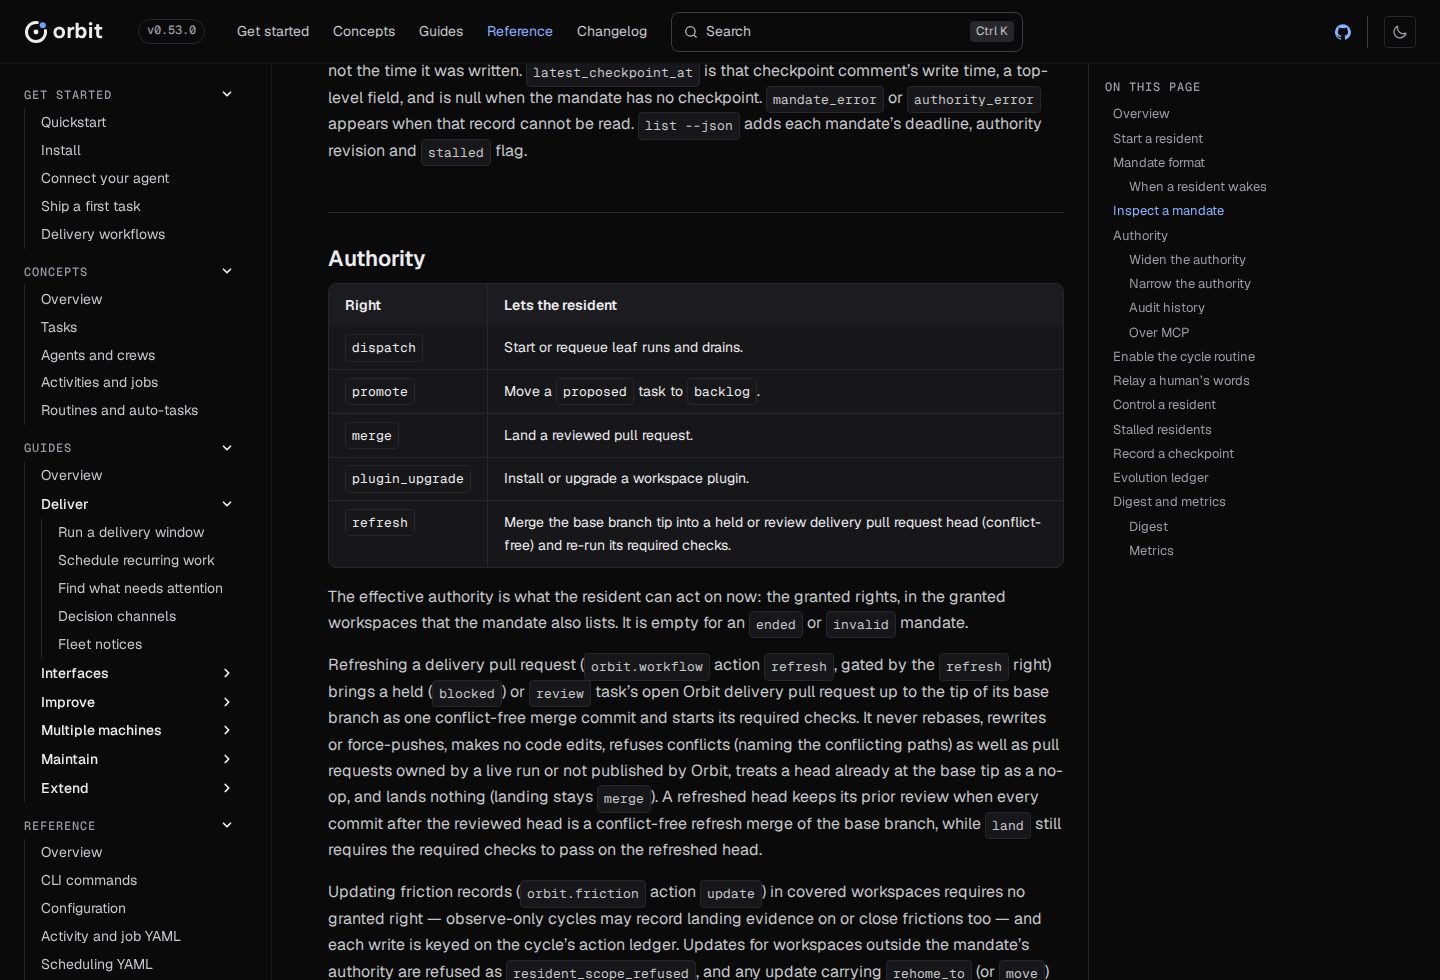 orbit
v0.53.0
Get started
Concepts
Guides
Reference
Changelog
Search
Ctrl K
GET STARTED
Quickstart
Install
Connect your agent
Ship a first task
Delivery workflows
CONCEPTS
Overview
Tasks
Agents and crews
Activities and jobs
Routines and auto-tasks
GUIDES
Overview
Deliver
Run a delivery window
Schedule recurring work
Find what needs attention
Decision channels
Fleet notices
Interfaces
Improve
Multiple machines
Maintain
Extend
REFERENCE
Overview
CLI commands
Configuration
Activity and job YAML
Scheduling YAML
not the time it was written. latest_checkpoint_at is that checkpoint comment’s write time, a top-
level field, and is null when the mandate has no checkpoint. mandate_error or authority_error
appears when that record cannot be read. list --json adds each mandate’s deadline, authority
revision and stalled flag.
Authority
Right Lets the resident
dispatch Start or requeue leaf runs and drains.
promote Move a proposed task to backlog.
merge Land a reviewed pull request.
plugin_upgrade Install or upgrade a workspace plugin.
refresh Merge the base branch tip into a held or review delivery pull request head (conflict-
free) and re-run its required checks.
The effective authority is what the resident can act on now: the granted rights, in the granted
workspaces that the mandate also lists. It is empty for an ended or invalid mandate.
Refreshing a delivery pull request (orbit.workflow action refresh, gated by the refresh right)
brings a held (blocked) or review task’s open Orbit delivery pull request up to the tip of its base
branch as one conflict-free merge commit and starts its required checks. It never rebases, rewrites
or force-pushes, makes no code edits, refuses conflicts (naming the conflicting paths) as well as pull
requests owned by a live run or not published by Orbit, treats a head already at the base tip as a no-
op, and lands nothing (landing stays merge). A refreshed head keeps its prior review when every
commit after the reviewed head is a conflict-free refresh merge of the base branch, while land still
requires the required checks to pass on the refreshed head.
Updating friction records (orbit.friction action update) in covered workspaces requires no
granted right — observe-only cycles may record landing evidence on or close frictions too — and
each write is keyed on the cycle’s action ledger. Updates for workspaces outside the mandate’s
authority are refused as resident_scope_refused, and any update carrying rehome_to (or move)
ON THIS PAGE
Overview
Start a resident
Mandate format
When a resident wakes
Inspect a mandate
Authority
Widen the authority
Narrow the authority
Audit history
Over MCP
Enable the cycle routine
Relay a human’s words
Control a resident
Stalled residents
Record a checkpoint
Evolution ledger
Digest and metrics
Digest
Metrics